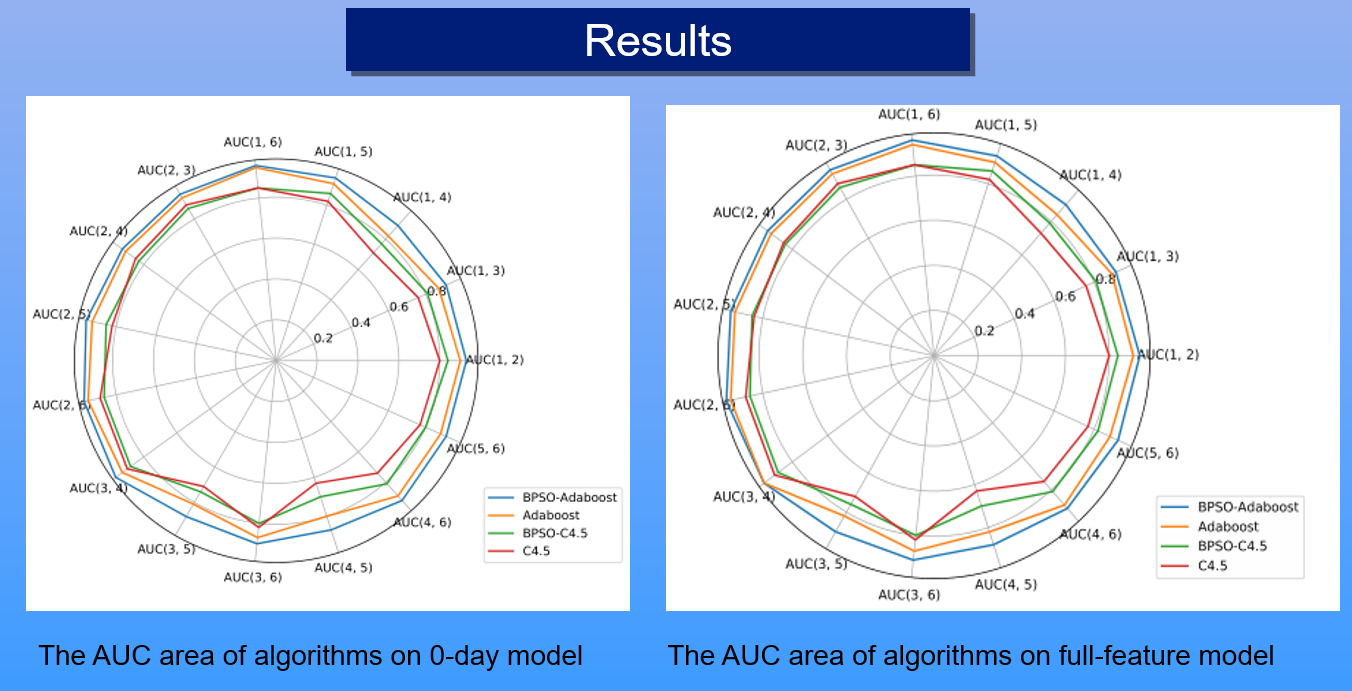 Results
AUC(1, 6)
AUC(1, 5)
AUC(2, 3)
AUC(1, 4)
AUC(2, 4)
AUC(1, 3)
0.8
0.6
0.4
0.2
AUC(2, 5)
AUC(1, 2)
AUC(2, 6)
AUC(5, 6)
AUC(3, 4)
AUC(4, 6)
AUC(3, 5)
AUC(4, 5)
AUC(3, 6)
BPSO-Adaboost
Adaboost
BPSO-C4.5
C4.5
The AUC area of algorithms on 0-day model
AUC(1, 6)
AUC(1, 5)
AUC(2, 3)
AUC(1, 4)
AUC(2, 4)
AUC(1, 3)
0.8
0.6
0.4
0.2
AUC(2, 5)
AUC(1, 2)
AUC(2, 6)
AUC(5, 6)
AUC(3, 4)
AUC(4, 6)
AUC(3, 5)
AUC(4, 5)
AUC(3, 6)
BPSO-Adaboost
Adaboost
BPSO-C4.5
C4.5
The AUC area of algorithms on full-feature model